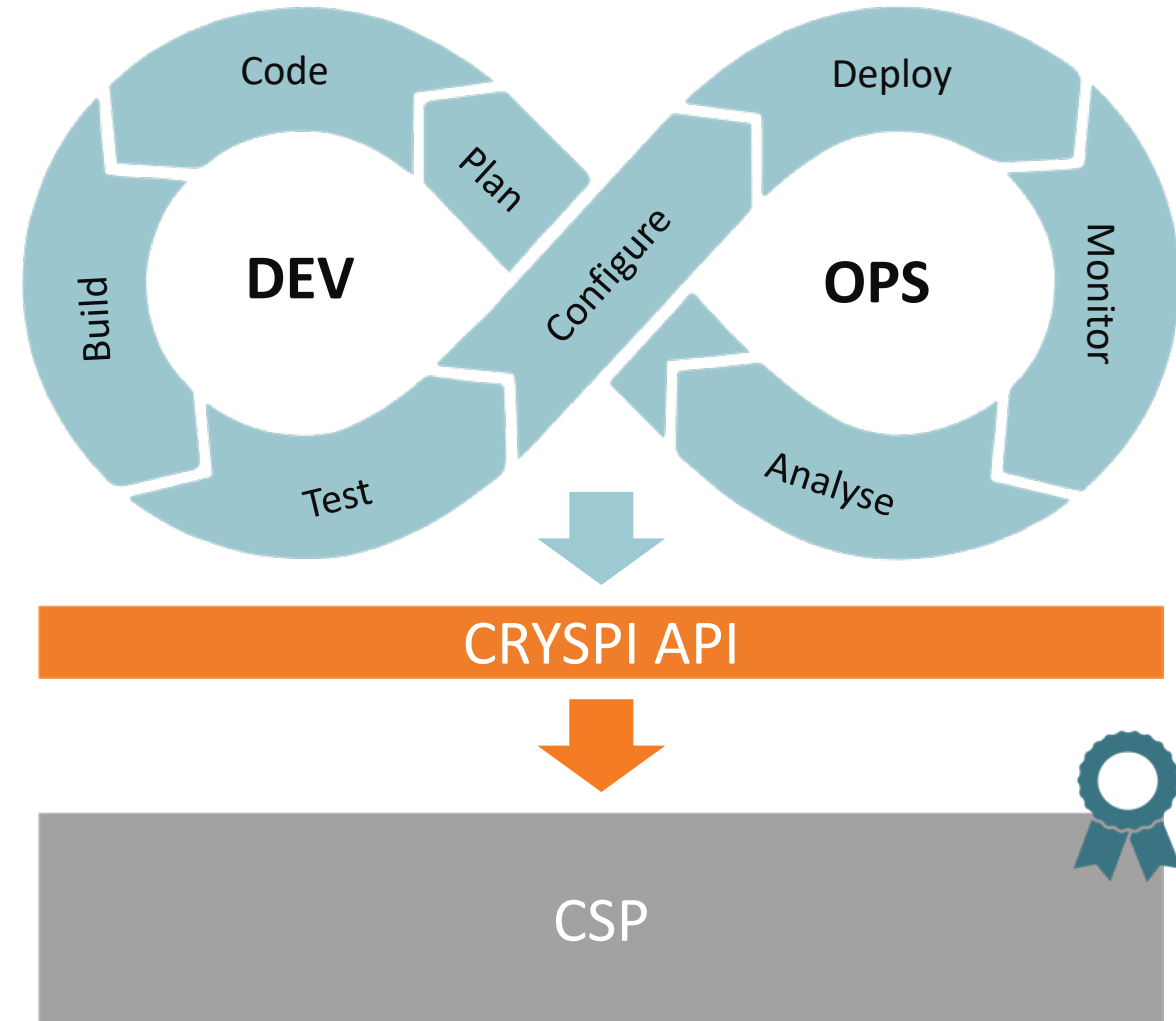 Code
Plan
Build
DEV
Test
Configure
Deploy
OPS
Monitor
Analyse
CRYSPI API
CSP